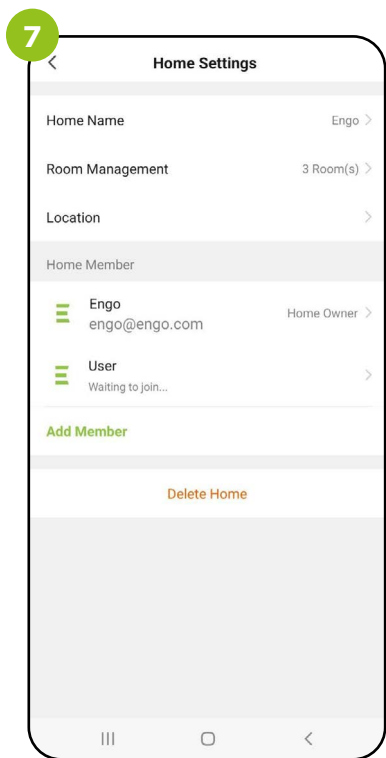 7
Home Settings
Home Name Engo
Room Management 3 Room(s)
Location
Home Member
Engo
engo@engo.com
Home Owner
User
Waiting to join...
Add Member
Delete Home